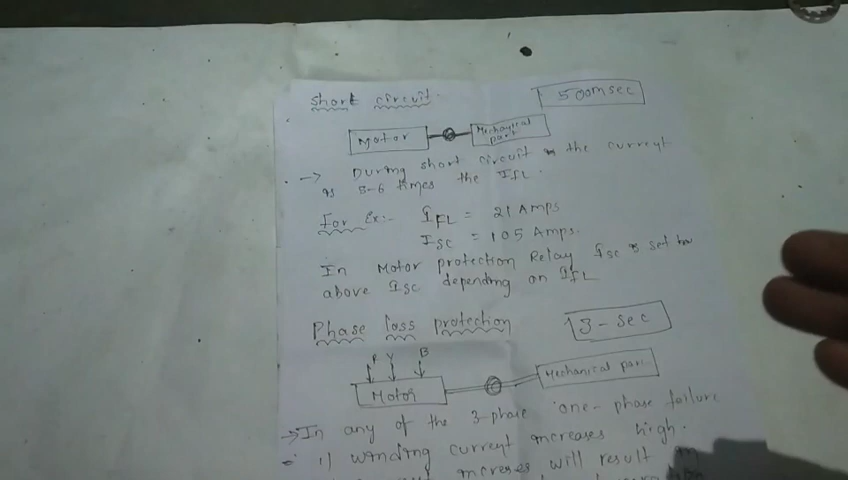 Short circuit.
500msec
Motor
Mechanical
part
-> During short circuit the current
is 3-6 times the IFL.
For Ex:- IFL = 21 Amps
ISC = 105 Amps.
In Motor protection Relay Isc is set
above Isc depending on IFL
Phase loss protection
3-sec
R Y B
Motor
Mechanical part.
-> In any of the 3-phase one-phase failure
1) winding current increases high.
increses will result in